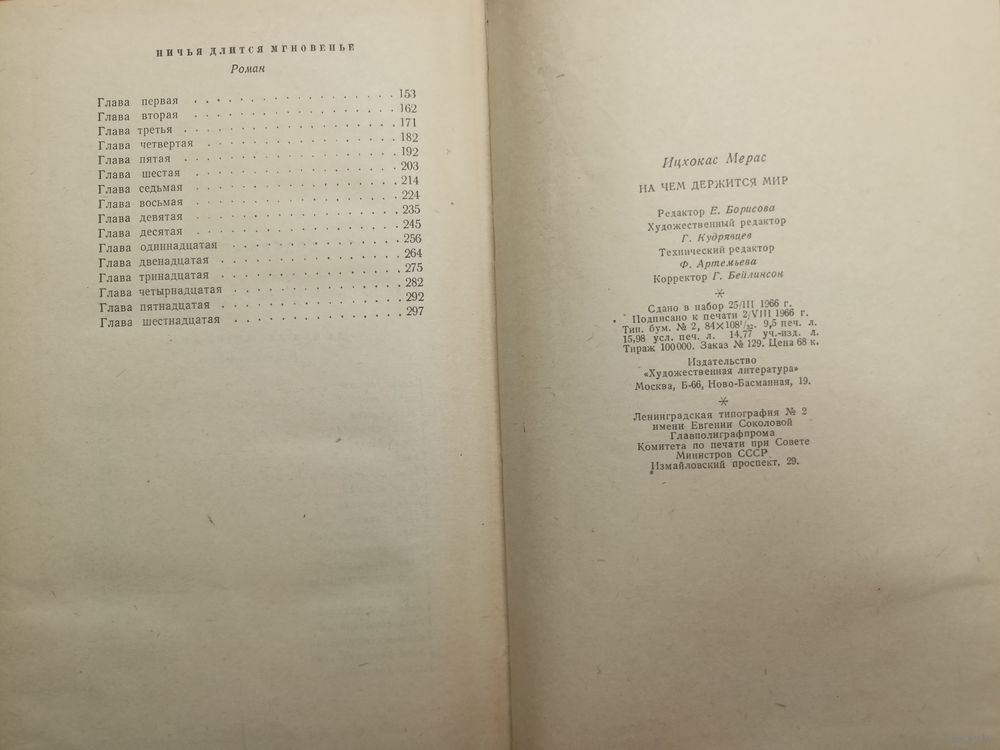 НИЧЬЯ ДЛИТСЯ МГНОВЕНЬЕ
Роман
Глава первая . . . . . . . . . . . . . . . . . . 153
Глава вторая . . . . . . . . . . . . . . . . . . 162
Глава третья . . . . . . . . . . . . . . . . . . 171
Глава четвертая . . . . . . . . . . . . . . . . . 182
Глава пятая . . . . . . . . . . . . . . . . . . 192
Глава шестая . . . . . . . . . . . . . . . . . . 203
Глава седьмая . . . . . . . . . . . . . . . . . . 214
Глава восьмая . . . . . . . . . . . . . . . . . . 224
Глава девятая . . . . . . . . . . . . . . . . . . 235
Глава десятая . . . . . . . . . . . . . . . . . . 245
Глава одиннадцатая . . . . . . . . . . . . . . . 256
Глава двенадцатая . . . . . . . . . . . . . . . . 264
Глава тринадцатая . . . . . . . . . . . . . . . . 275
Глава четырнадцатая . . . . . . . . . . . . . . . 282
Глава пятнадцатая . . . . . . . . . . . . . . . . 292
Глава шестнадцатая . . . . . . . . . . . . . . . 297
Ицхокас Мерас
НА ЧЕМ ДЕРЖИТСЯ МИР
Редактор Е. Борисова
Художественный редактор
Г. Кудрявцев
Технический редактор
Ф. Артемьева
Корректор Г. Бейлинсон
*
Сдано в набор 25/III 1966 г.
Подписано к печати 2/VIII 1966 г.
Тип. бум. № 2, 84×108¹/₃₂. 9,5 печ. л.
15,98 усл. печ. л. 14,77 уч.-изд. л.
Тираж 100000. Заказ № 129. Цена 68 к.
Издательство
«Художественная литература»
Москва, Б-66, Ново-Басманная, 19.
*
Ленинградская типография № 2
имени Евгении Соколовой
Главполиграфпрома
Комитета по печати при Совете
Министров СССР
Измайловский проспект, 29.